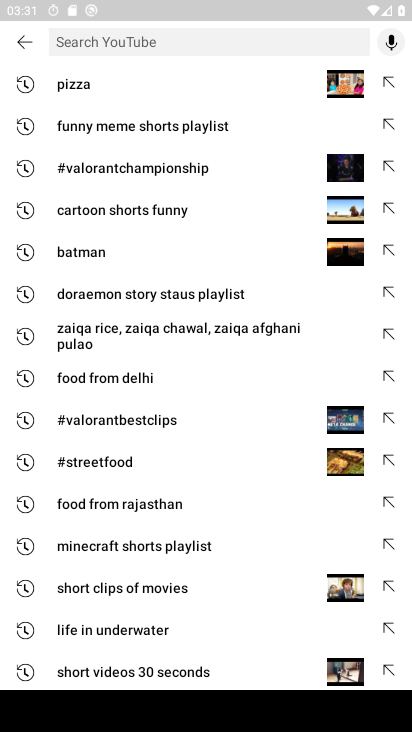 03:31
Search YouTube
pizza
funny meme shorts playlist
#valorantchampionship
cartoon shorts funny
batman
doraemon story staus playlist
zaiqa rice, zaiqa chawal, zaiqa afghani
pulao
food from delhi
#valorantbestclips
#streetfood
food from rajasthan
minecraft shorts playlist
short clips of movies
life in underwater
short videos 30 seconds